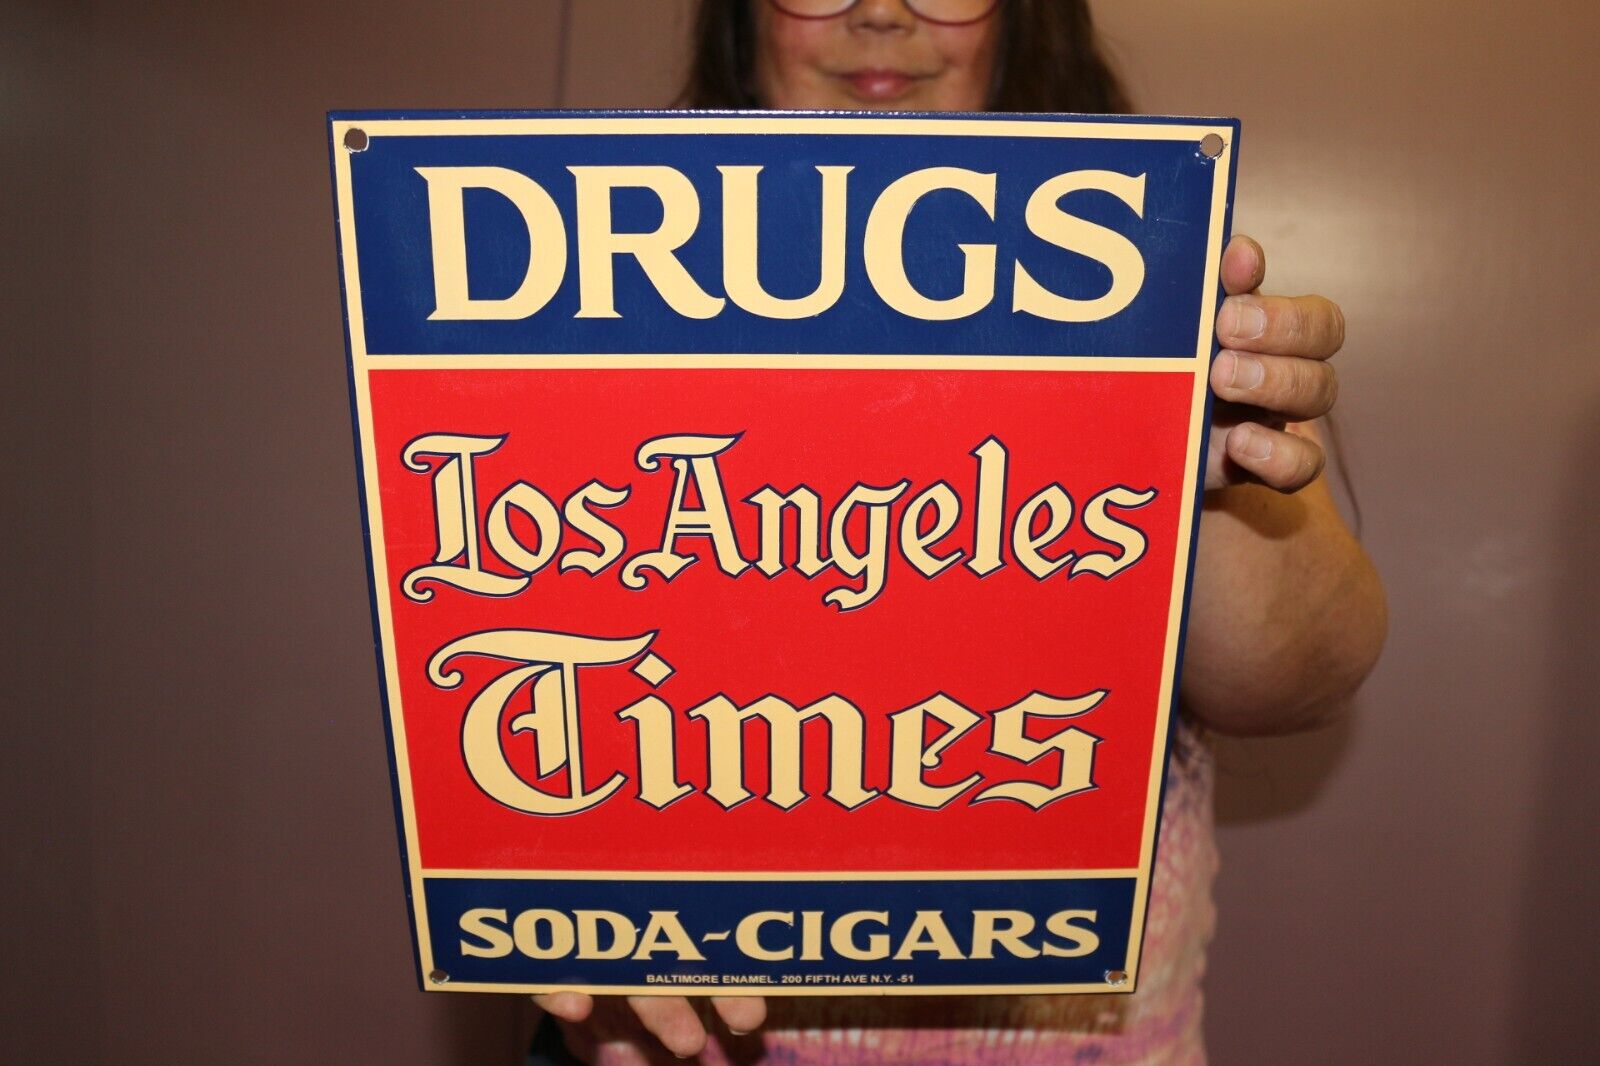 DRUGS
Los Angeles
Times
SODA-CIGARS
BALTIMORE ENAMEL. 200 FIFTH AVE N.Y. -51